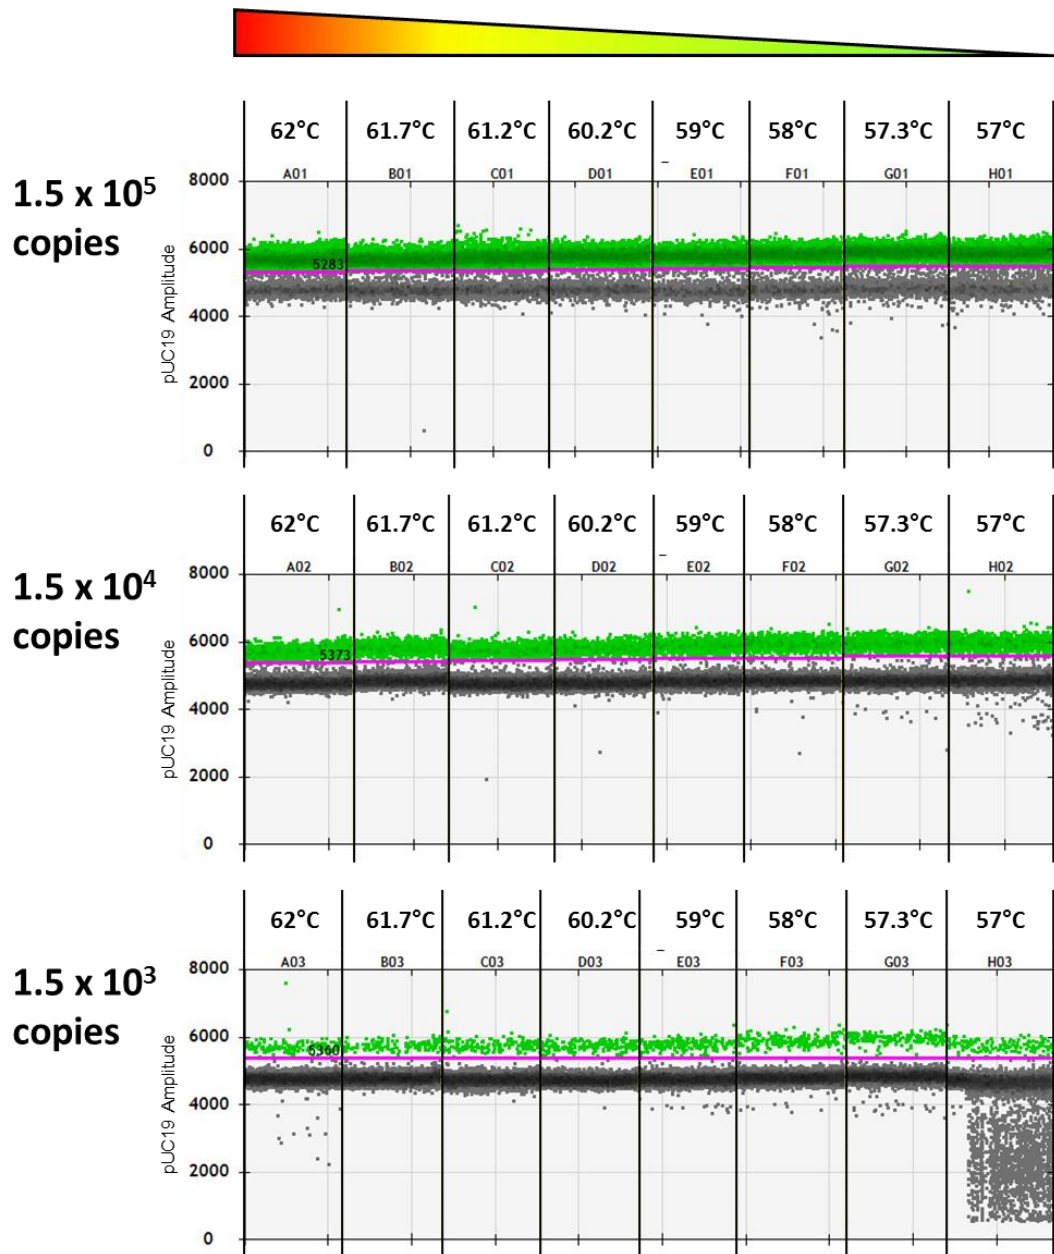 62°C 61.7°C 61.2°C 60.2°C 59°C 58°C 57.3°C 57°C
A01 B01 C01 D01 E01 F01 G01 H01
1.5 x 10⁵
copies
pUC19 Amplitude
8000
6000
4000
2000
0
5283
62°C 61.7°C 61.2°C 60.2°C 59°C 58°C 57.3°C 57°C
A02 B02 C02 D02 E02 F02 G02 H02
1.5 x 10⁴
copies
pUC19 Amplitude
8000
6000
4000
2000
0
5373
62°C 61.7°C 61.2°C 60.2°C 59°C 58°C 57.3°C 57°C
A03 B03 C03 D03 E03 F03 G03 H03
1.5 x 10³
copies
pUC19 Amplitude
8000
6000
4000
2000
0
5360